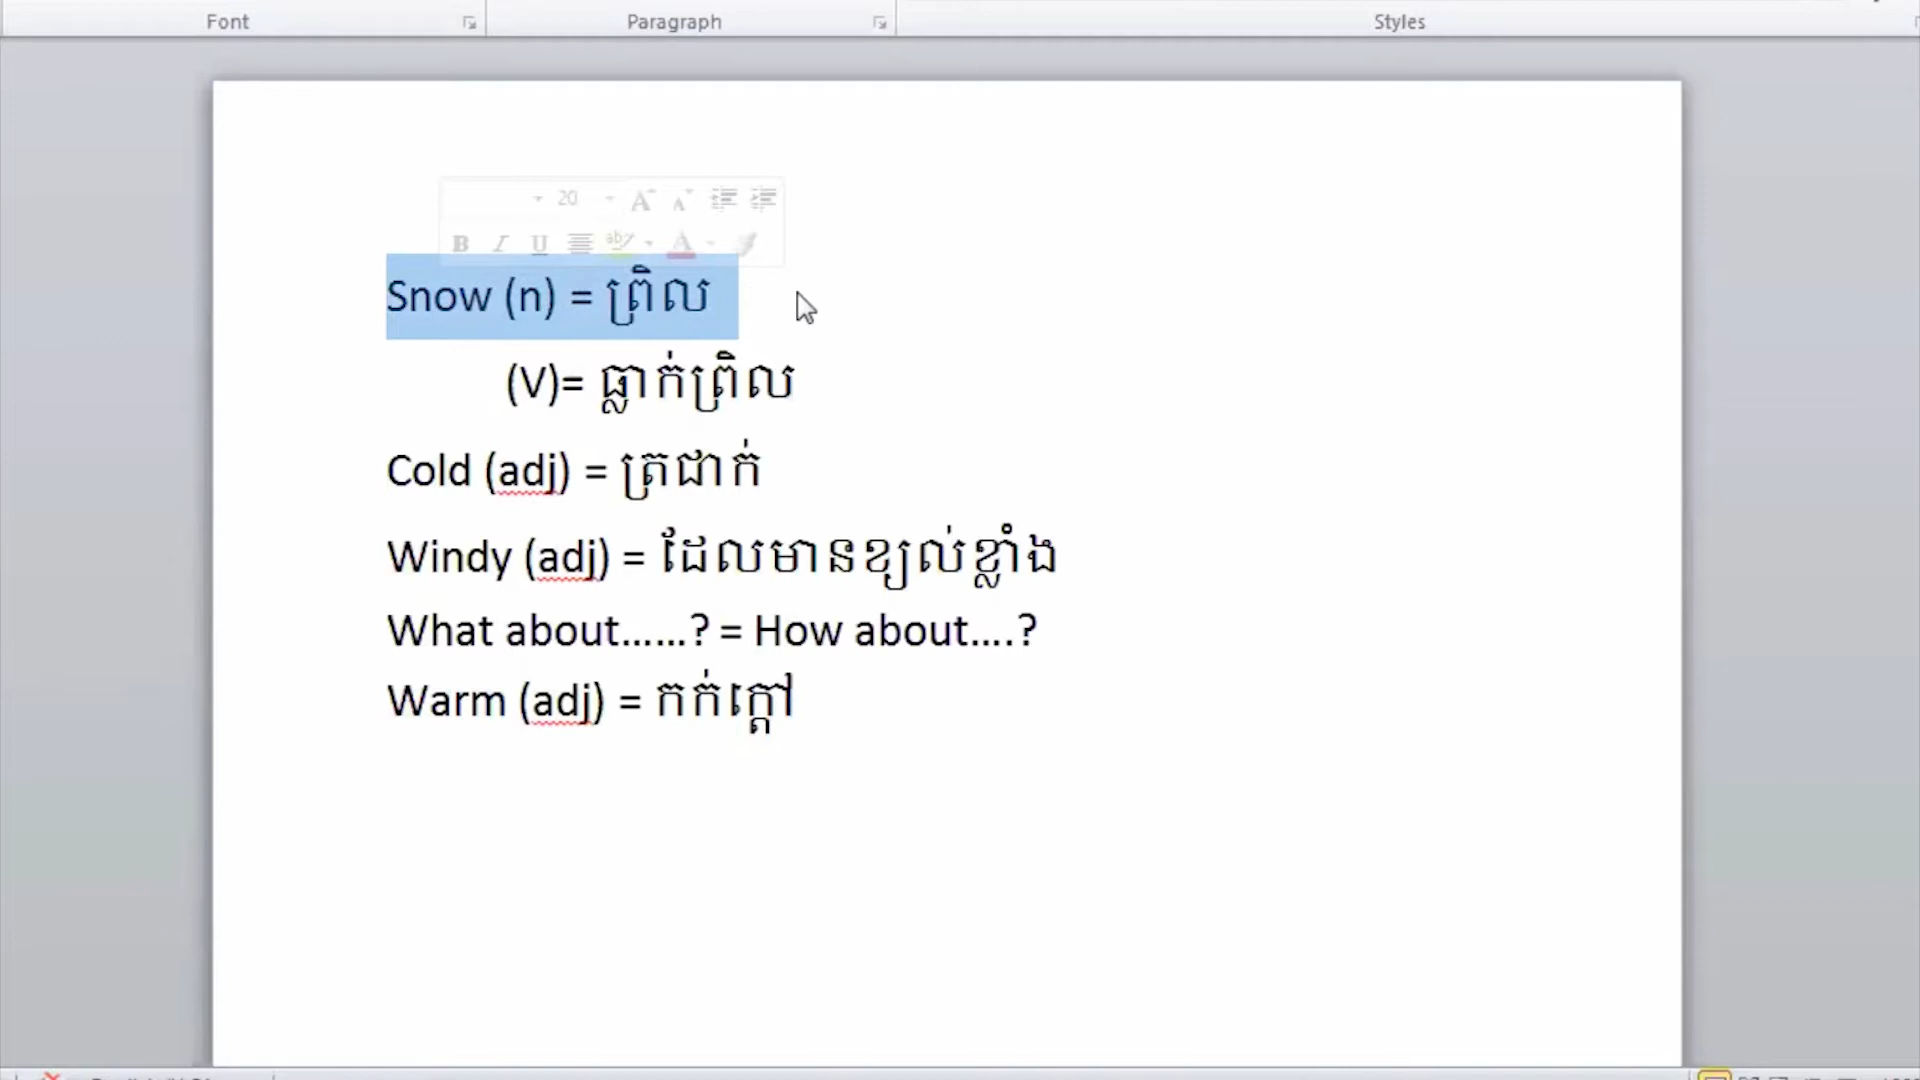 Font
Paragraph
Styles
20
Snow (n) = ព្រិល
(V)= ធ្លាក់ព្រិល
Cold (adj) = ត្រជាក់
Windy (adj) = ដែលមានខ្យល់ខ្លាំង
What about......? = How about....?
Warm (adj) = កក់ក្តៅ